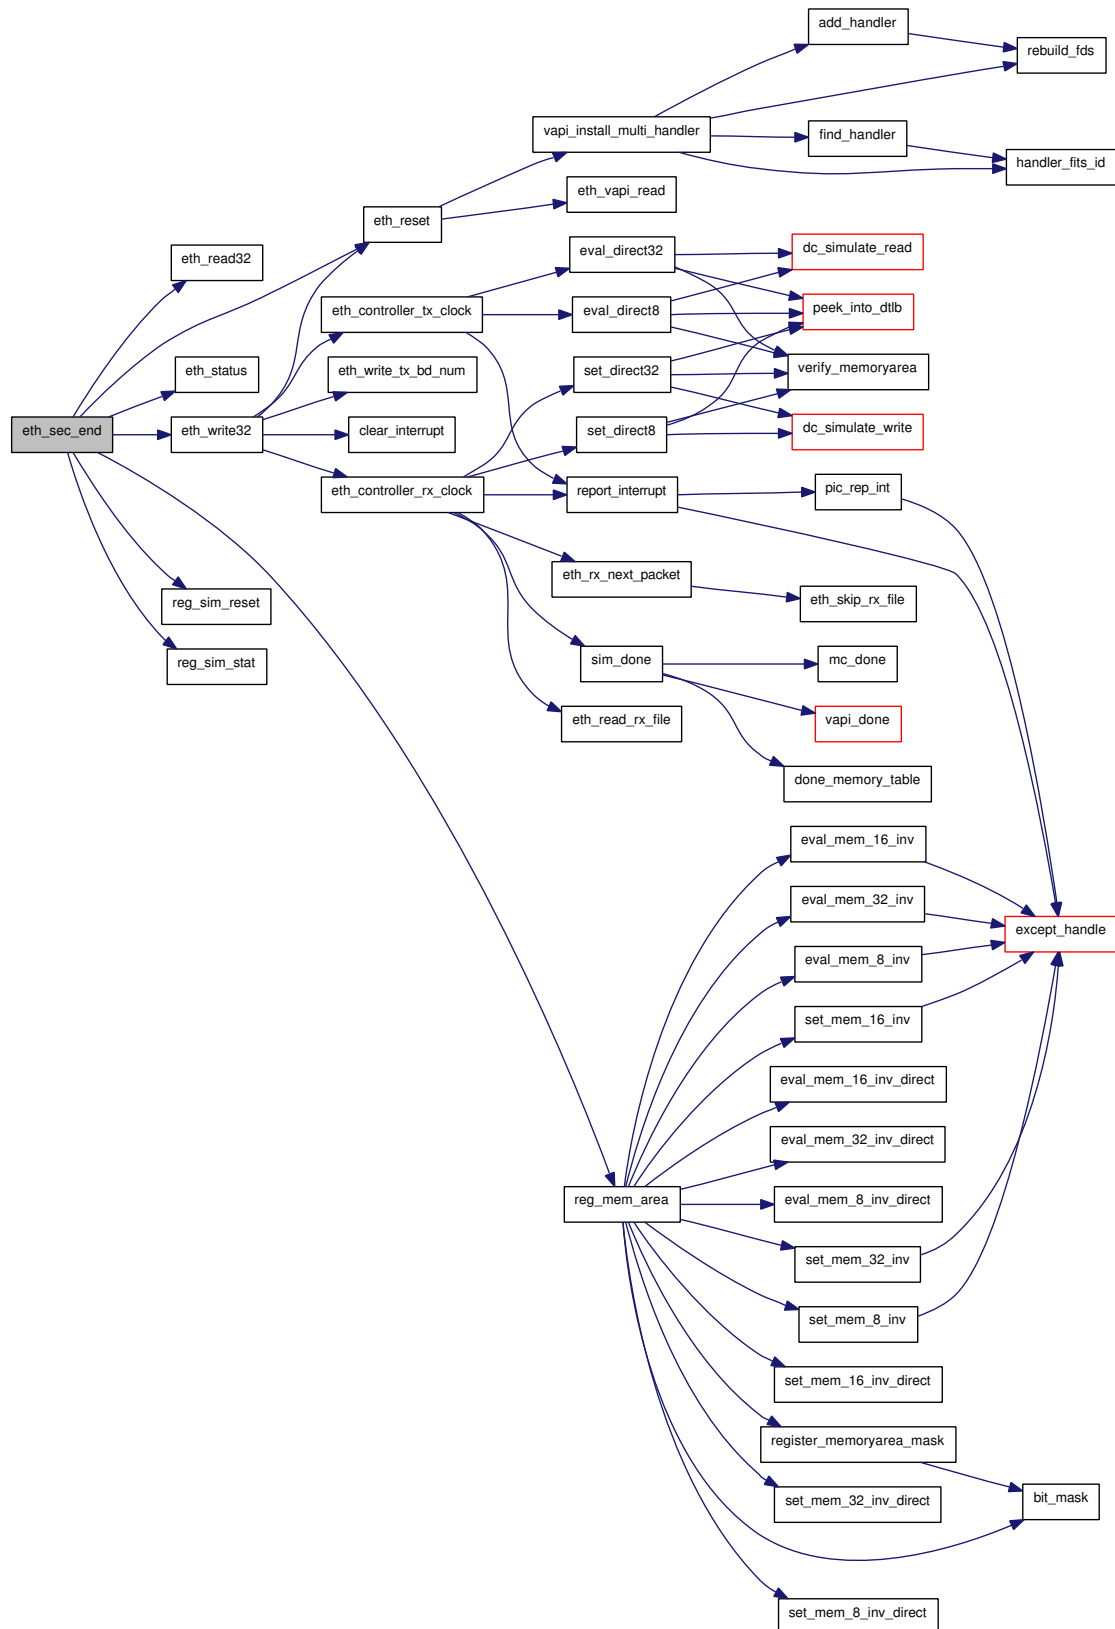 add_handler
rebuild_fds
vapi_install_multi_handler
find_handler
handler_fits_id
eth_vapi_read
eth_reset
eth_read32
eval_direct32
dc_simulate_read
eth_controller_tx_clock
eval_direct8
peek_into_dtlb
eth_status
eth_write_tx_bd_num
set_direct32
verify_memoryarea
eth_sec_end
eth_write32
clear_interrupt
set_direct8
dc_simulate_write
eth_controller_rx_clock
report_interrupt
pic_rep_int
eth_rx_next_packet
eth_skip_rx_file
reg_sim_reset
reg_sim_stat
sim_done
mc_done
eth_read_rx_file
vapi_done
done_memory_table
eval_mem_16_inv
eval_mem_32_inv
except_handle
eval_mem_8_inv
set_mem_16_inv
eval_mem_16_inv_direct
eval_mem_32_inv_direct
reg_mem_area
eval_mem_8_inv_direct
set_mem_32_inv
set_mem_8_inv
set_mem_16_inv_direct
register_memoryarea_mask
set_mem_32_inv_direct
bit_mask
set_mem_8_inv_direct